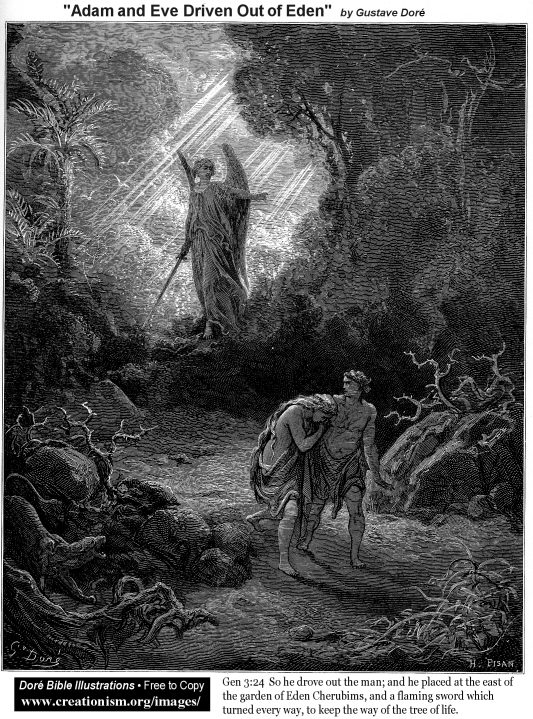 "Adam and Eve Driven Out of Eden" by Gustave Doré
Gve Doré
H. PISAN
Doré Bible Illustrations • Free to Copy
www.creationism.org/images/
Gen 3:24 So he drove out the man; and he placed at the east of
the garden of Eden Cherubims, and a flaming sword which
turned every way, to keep the way of the tree of life.